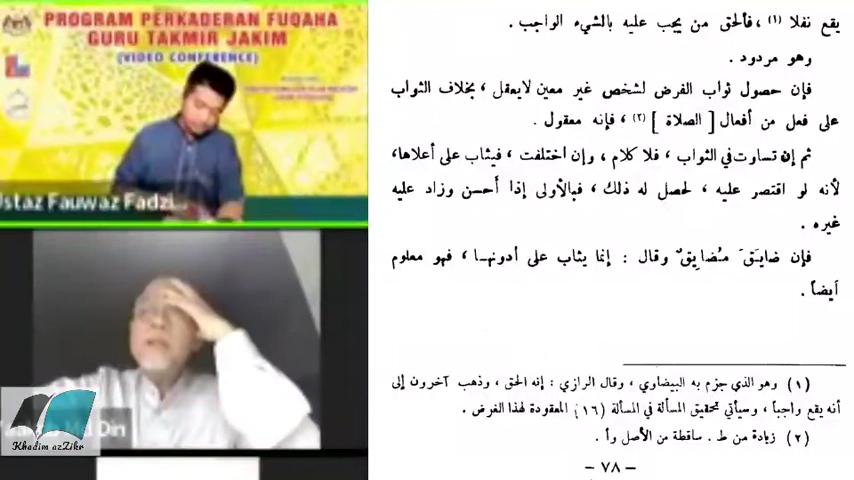 PROGRAM PERKADERAN FUQAHA
GURU TAKMIR JAKIM
(VIDEO CONFERENCE)
Ustaz Fauwaz Fadzi...
Din
Khadim azZikr
يقع نفلا (١) ، فألحق من يجب عليه بالشيء الواجب .
وهو مردود .
فإن حصول ثواب الفرض لشخص غير معين لايعقل ، بخلاف الثواب
على فعل من أفعال [ الصلاة ] (٢) ، فإنه معقول .
ثم إن تساوت في الثواب ، فلا كلام ، وإن اختلفت ، فيثاب على أعلاها ،
لأنه لو اقتصر عليه ، لحصل له ذلك ، فبالأولى إذا أحسن وزاد عليه
غيره .
فإن ضايَقَ مُضايِقٌ وقال : إنما يثاب على أدونهـا ، فهو معلوم
أيضاً .
(١) وهو الذي جزم به البيضاوي ، وقال الرازي : إنه الحق ، وذهب آخرون إلى
أنه يقع واجباً ، وسيأتي تحقيق المسألة في المسألة (١٦) المعقودة لهذا الغرض .
(٢) زيادة من ط . ساقطة من الأصل وأ .
– ٧٨ –